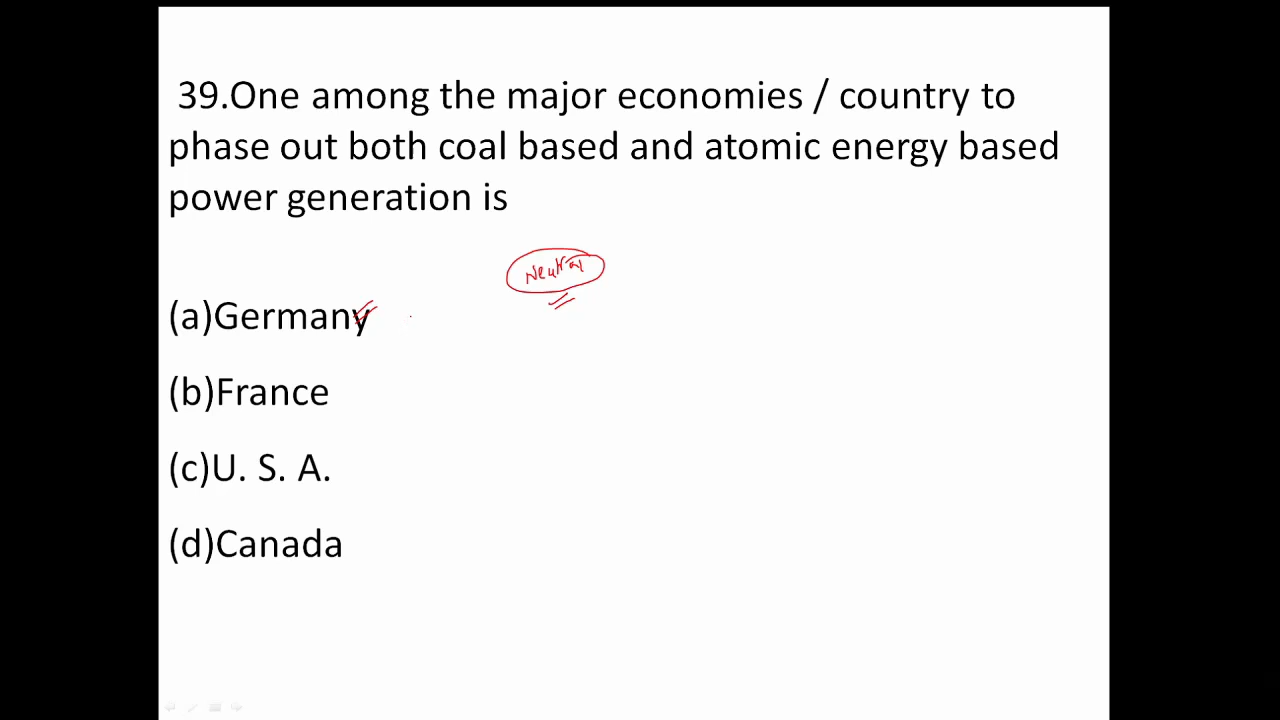 39.One among the major economies / country to
phase out both coal based and atomic energy based
power generation is
Neutral
(a)Germany
(b)France
(c)U. S. A.
(d)Canada